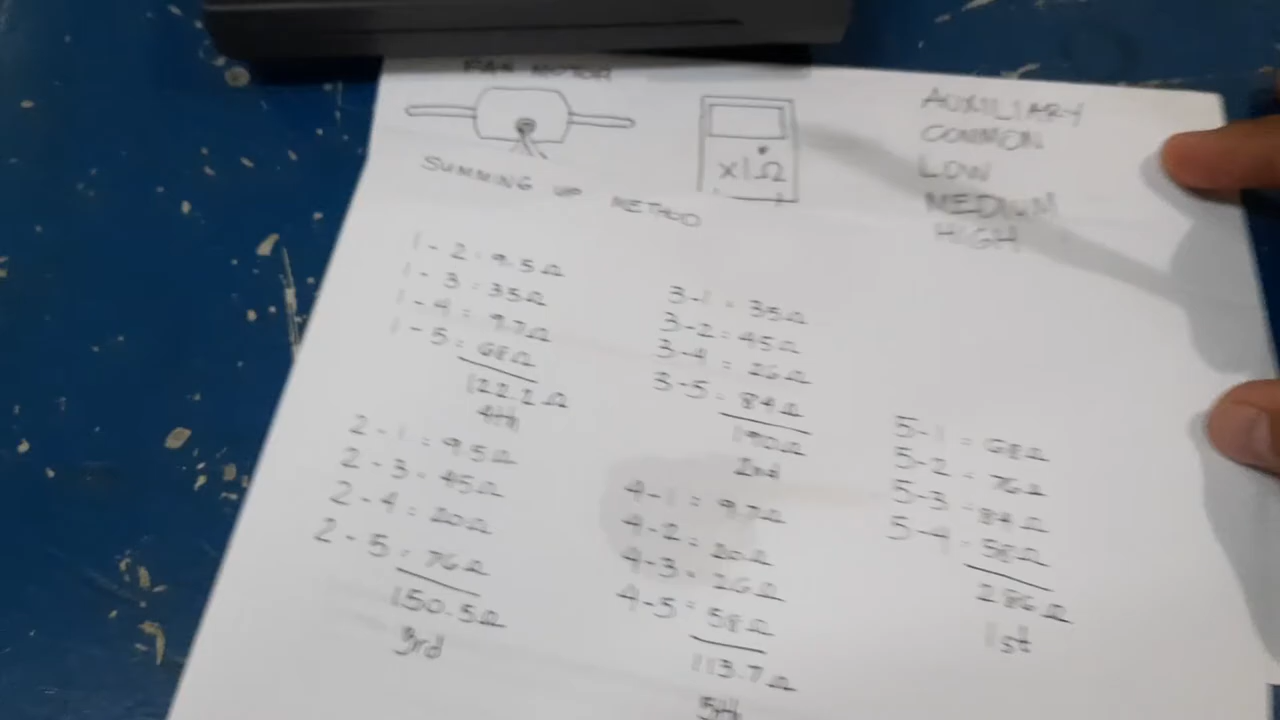 FAN MOTOR
x1Ω
AUXILIARY
COMMON
LOW
MEDIUM
HIGH
SUMMING UP METHOD
1 - 2 = 9.5Ω
1 - 3 = 35Ω
1 - 4 = 9.7Ω
1 - 5 = 68Ω
122.2Ω
4th
2 - 1 = 9.5Ω
2 - 3 = 45Ω
2 - 4 = 20Ω
2 - 5 = 76Ω
150.5Ω
3rd
3-1 = 35Ω
3-2 = 45Ω
3-4 = 26Ω
3-5 = 84Ω
190Ω
2nd
4-1 = 9.7Ω
4-2 = 20Ω
4-3 = 26Ω
4-5 = 58Ω
113.7Ω
5th
5-1 = 68Ω
5-2 = 76Ω
5-3 = 84Ω
5-4 = 58Ω
286Ω
1st